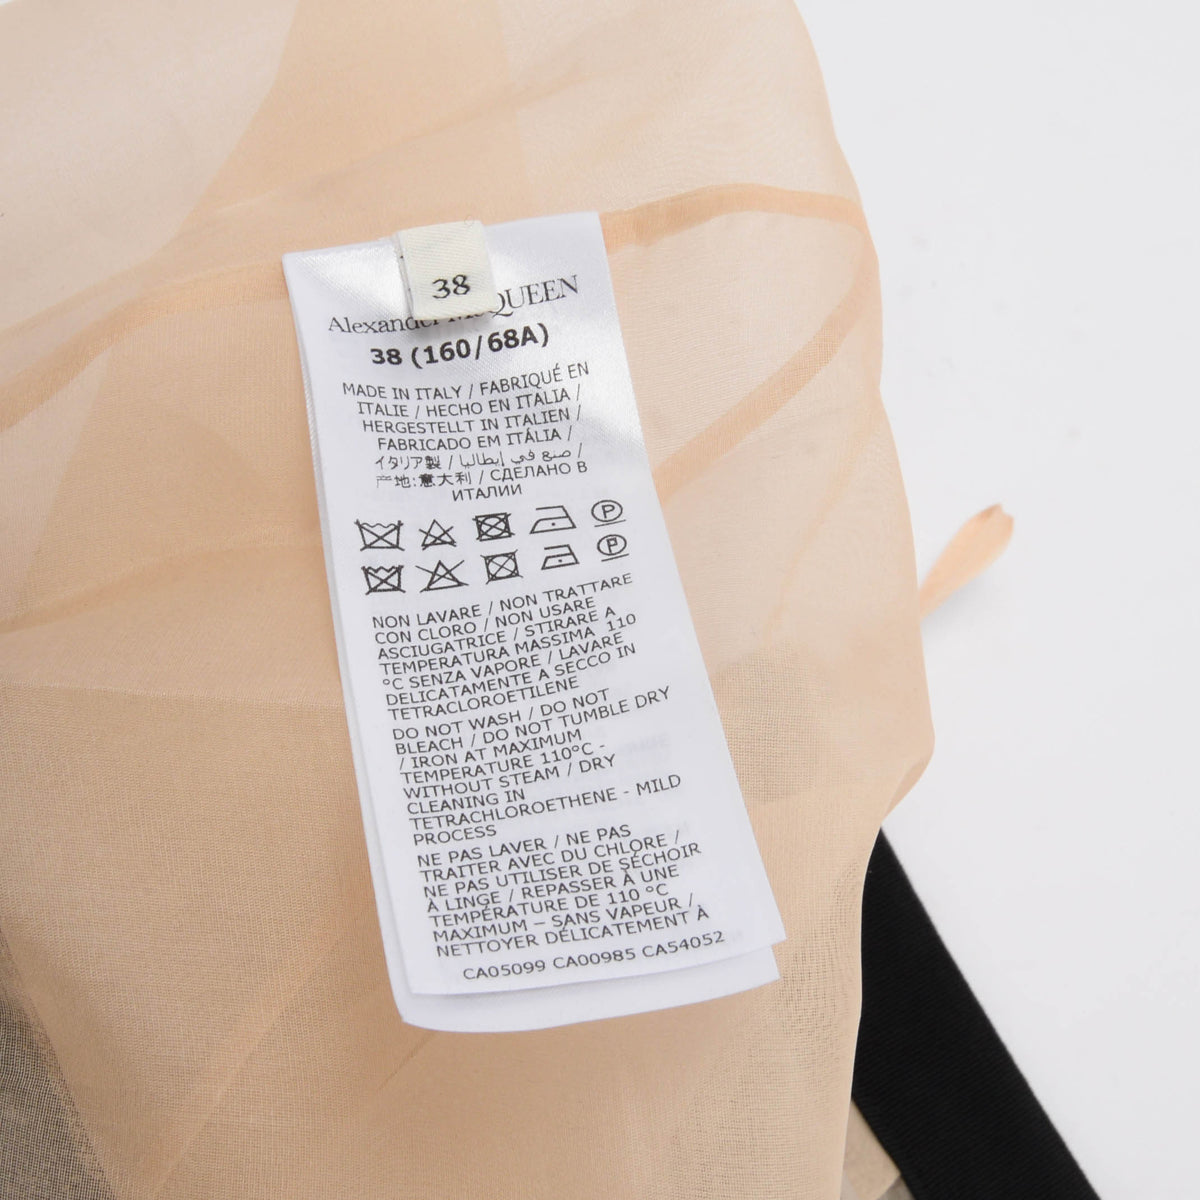 38
Alexander McQUEEN
38 (160/68A)
MADE IN ITALY / FABRIQUÉ EN
ITALIE / HECHO EN ITALIA /
HERGESTELLT IN ITALIEN /
FABRICADO EM ITÁLIA /
イタリア製 / صنع في إيطاليا /
产地:意大利 / СДЕЛАНО В
ИТАЛИИ
P
P
NON LAVARE / NON TRATTARE
CON CLORO / NON USARE
ASCIUGATRICE / STIRARE A
TEMPERATURA MASSIMA 110
°C SENZA VAPORE / LAVARE
DELICATAMENTE A SECCO IN
TETRACLOROETILENE
DO NOT WASH / DO NOT
BLEACH / DO NOT TUMBLE DRY
/ IRON AT MAXIMUM
TEMPERATURE 110°C -
WITHOUT STEAM / DRY
CLEANING IN
TETRACHLOROETHENE - MILD
PROCESS
NE PAS LAVER / NE PAS
TRAITER AVEC DU CHLORE /
NE PAS UTILISER DE SÉCHOIR
À LINGE / REPASSER À UNE
TEMPÉRATURE DE 110 °C
MAXIMUM – SANS VAPEUR /
NETTOYER DÉLICATEMENT À
CA05099 CA00985 CA54052